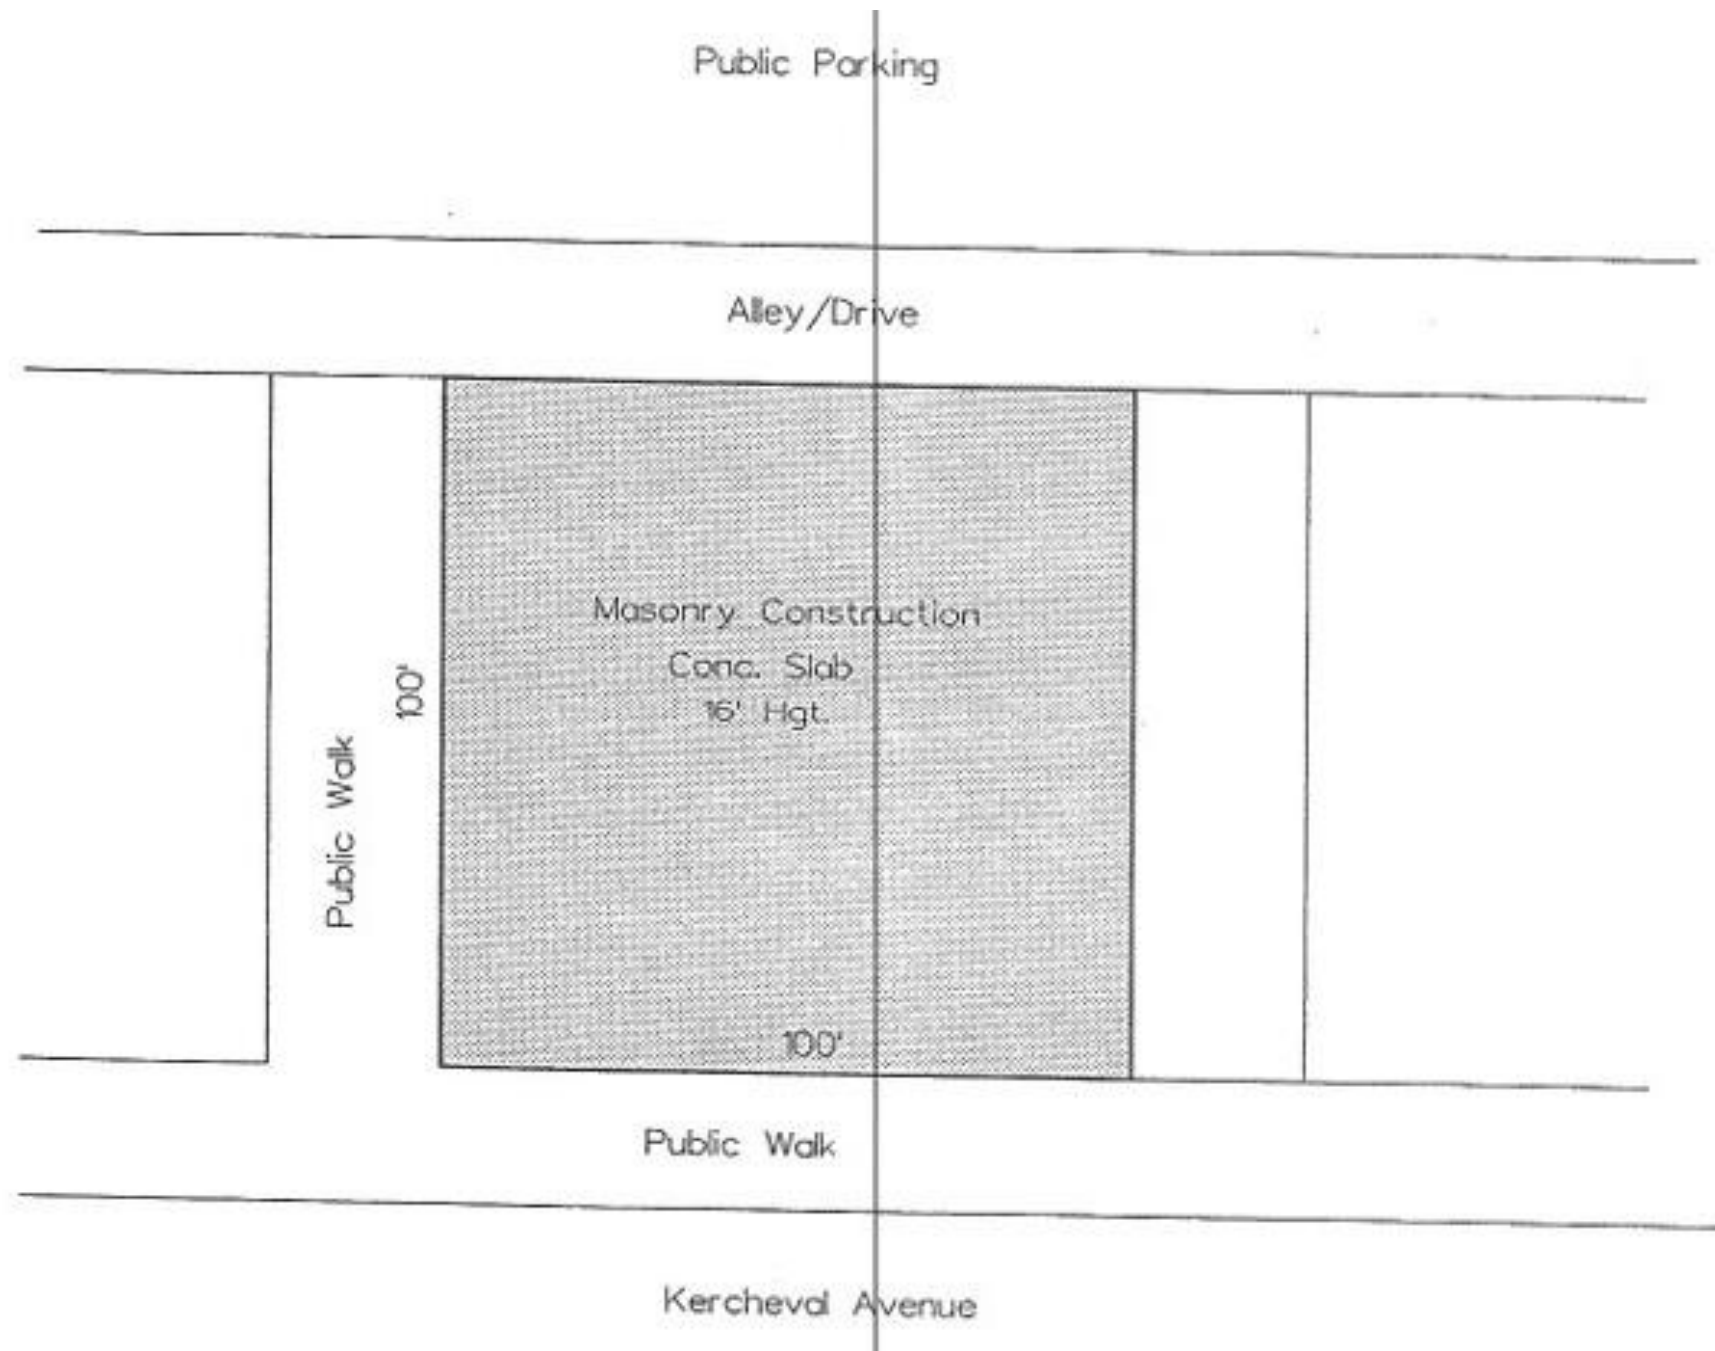 Public Parking
Alley/Drive
Masonry Construction
Conc. Slab
16' Hgt.
100'
Public Walk
100'
Public Walk
Kercheval Avenue